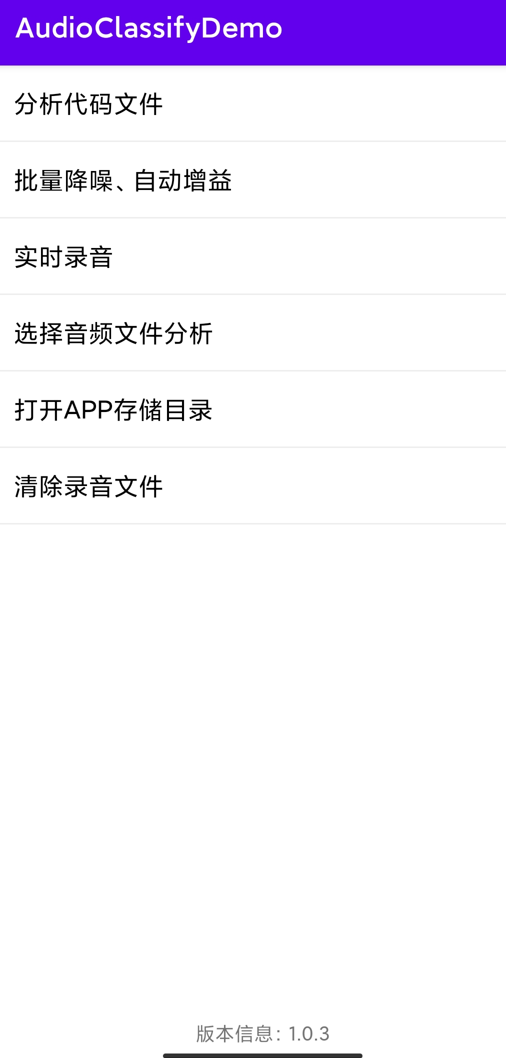 AudioClassifyDemo
分析代码文件
批量降噪、自动增益
实时录音
选择音频文件分析
打开APP存储目录
清除录音文件
版本信息: 1.0.3